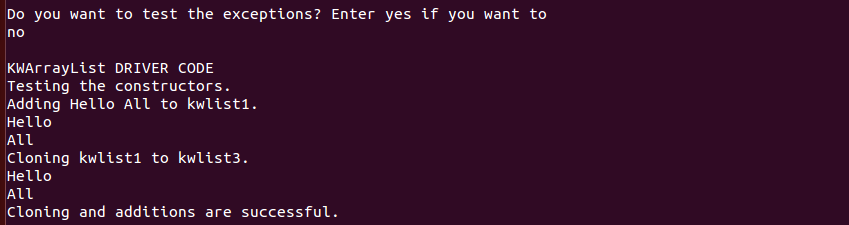 Do you want to test the exceptions? Enter yes if you want to
no
KWArrayList DRIVER CODE
Testing the constructors.
Adding Hello All to kwlist1.
Hello
All
Cloning kwlist1 to kwlist3.
Hello
All
Cloning and additions are successful.